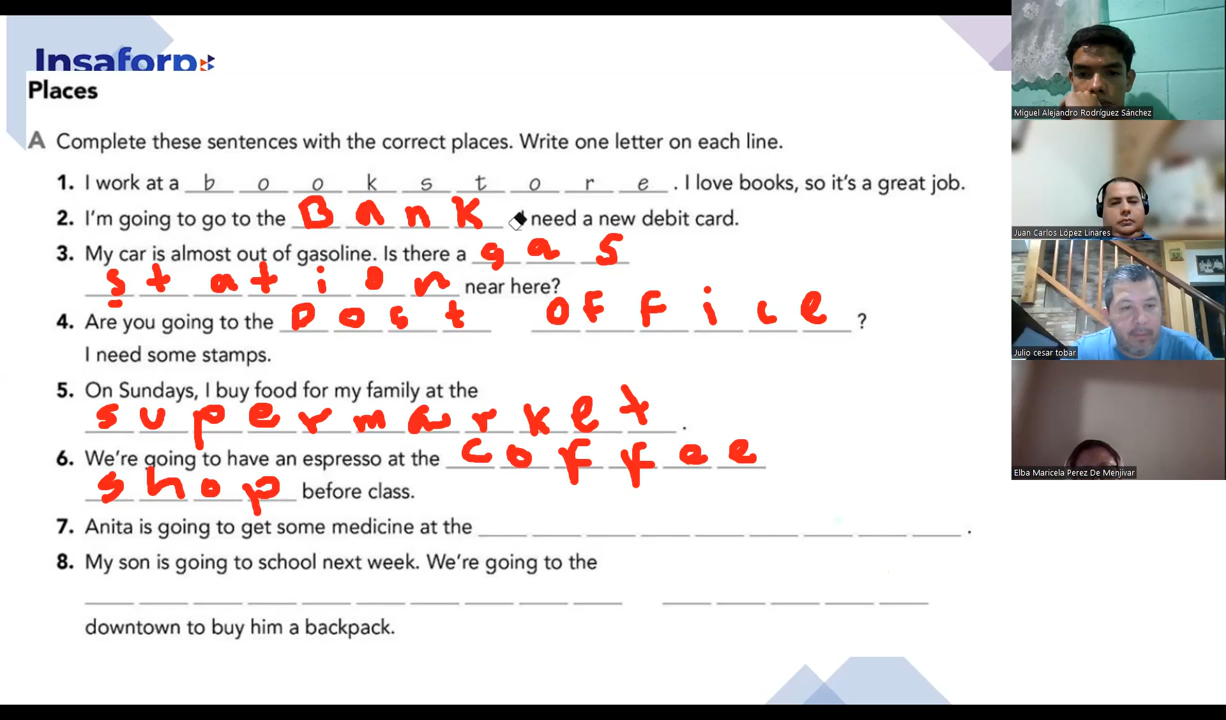 Insaforp
Places
A Complete these sentences with the correct places. Write one letter on each line.
1. I work at a b o o k s t o r e . I love books, so it's a great job.
2. I'm going to go to the B a n k need a new debit card.
3. My car is almost out of gasoline. Is there a g a s
s t a t i o n near here?
4. Are you going to the p o s t o f f i c e ?
I need some stamps.
5. On Sundays, I buy food for my family at the
s u p e r m a r k e t .
6. We're going to have an espresso at the c o f f e e
s h o p before class.
7. Anita is going to get some medicine at the _ _ _ _ _ _ _ _ _ .
8. My son is going to school next week. We're going to the
_ _ _ _ _ _ _ _ _ _ _ _ _ _ _
downtown to buy him a backpack.
Miguel Alejandro Rodríguez Sánchez
Juan Carlos López Linares
Julio cesar tobar
Elba Maricela Perez De Menjivar